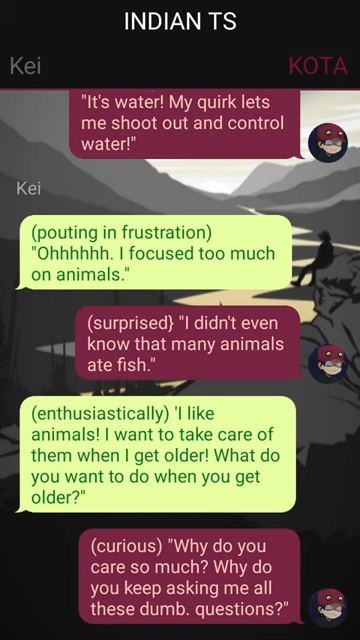 INDIAN TS
Kei
KOTA
"It's water! My quirk lets
me shoot out and control
water!"
Kei
(pouting in frustration)
"Ohhhhhh. I focused too much
on animals."
(surprised} "I didn't even
know that many animals
ate fish."
(enthusiastically) 'I like
animals! I want to take care of
them when I get older! What do
you want to do when you get
older?"
(curious) "Why do you
care so much? Why do
you keep asking me all
these dumb. questions?"